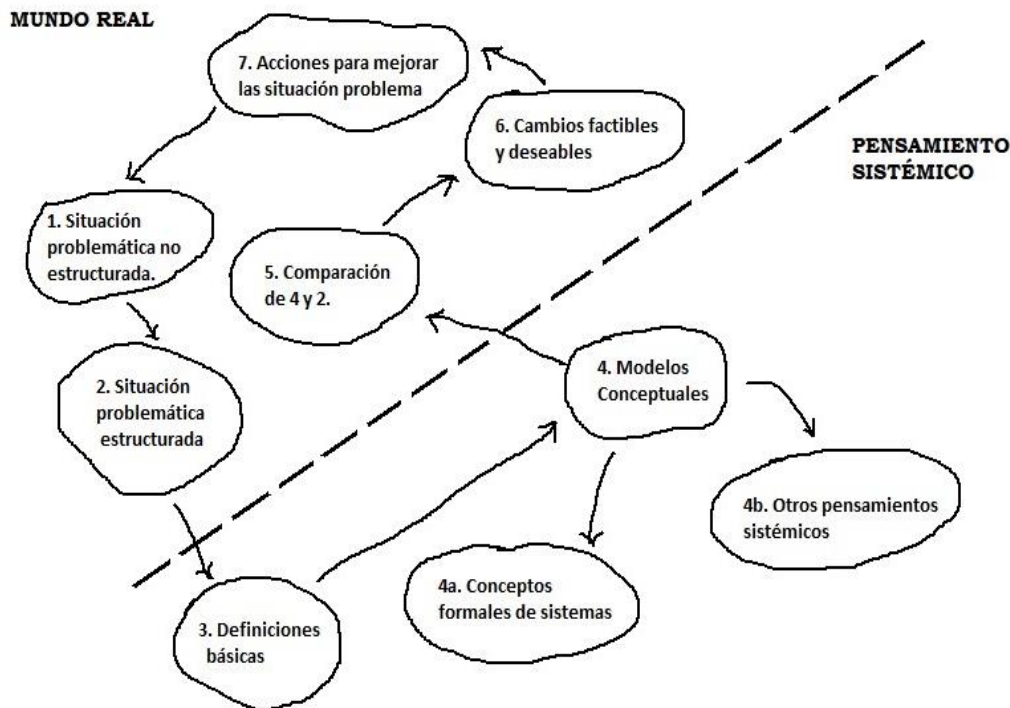 MUNDO REAL
7. Acciones para mejorar
las situación problema
6. Cambios factibles
y deseables
PENSAMIENTO
SISTÉMICO
1. Situación
problemática no
estructurada.
5. Comparación
de 4 y 2.
2. Situación
problemática
estructurada
4. Modelos
Conceptuales
4b. Otros pensamientos
sistémicos
4a. Conceptos
formales de sistemas
3. Definiciones
básicas